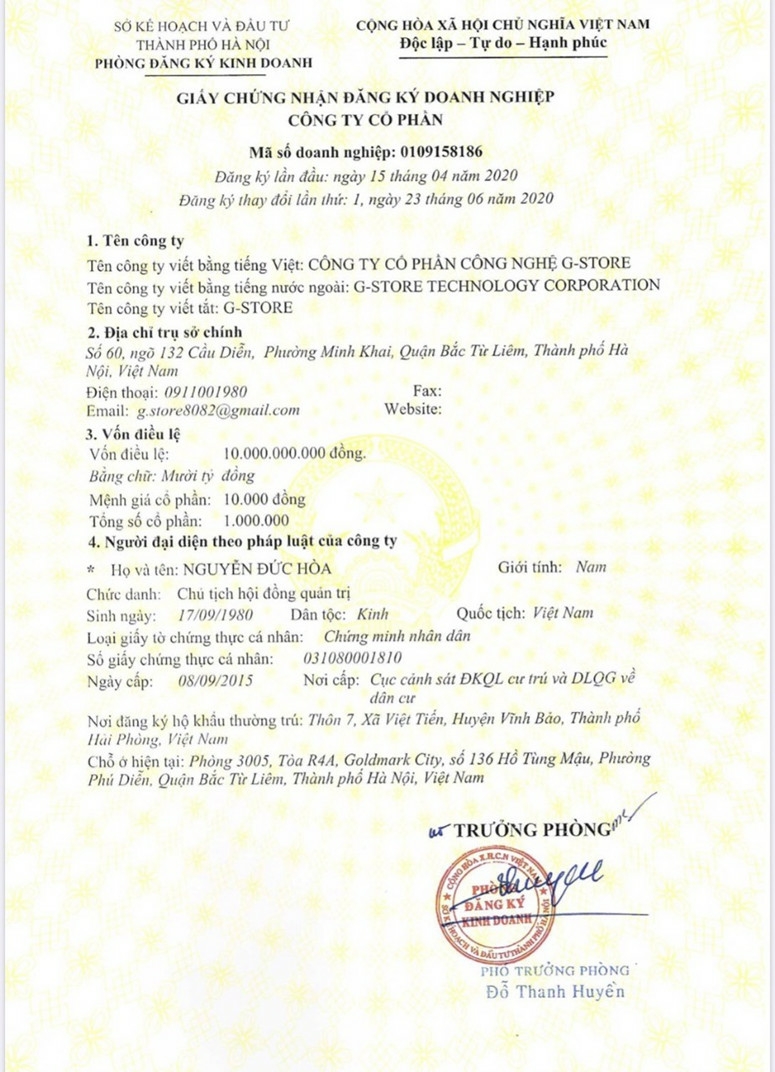 SỞ KẾ HOẠCH VÀ ĐẦU TƯ
THÀNH PHỐ HÀ NỘI
PHÒNG ĐĂNG KÝ KINH DOANH
CỘNG HÒA XÃ HỘI CHỦ NGHĨA VIỆT NAM
Độc lập – Tự do – Hạnh phúc
GIẤY CHỨNG NHẬN ĐĂNG KÝ DOANH NGHIỆP
CÔNG TY CỔ PHẦN
Mã số doanh nghiệp: 0109158186
Đăng ký lần đầu: ngày 15 tháng 04 năm 2020
Đăng ký thay đổi lần thứ: 1, ngày 23 tháng 06 năm 2020
1. Tên công ty
Tên công ty viết bằng tiếng Việt: CÔNG TY CỔ PHẦN CÔNG NGHỆ G-STORE
Tên công ty viết bằng tiếng nước ngoài: G-STORE TECHNOLOGY CORPORATION
Tên công ty viết tắt: G-STORE
2. Địa chỉ trụ sở chính
Số 60, ngõ 132 Cầu Diễn, Phường Minh Khai, Quận Bắc Từ Liêm, Thành phố Hà
Nội, Việt Nam
Điện thoại: 0911001980 Fax:
Email: g.store8082@gmail.com Website:
3. Vốn điều lệ
Vốn điều lệ: 10.000.000.000 đồng.
Bằng chữ: Mười tỷ đồng
Mệnh giá cổ phần: 10.000 đồng
Tổng số cổ phần: 1.000.000
4. Người đại diện theo pháp luật của công ty
* Họ và tên: NGUYỄN ĐỨC HÒA Giới tính: Nam
Chức danh: Chủ tịch hội đồng quản trị
Sinh ngày: 17/09/1980 Dân tộc: Kinh Quốc tịch: Việt Nam
Loại giấy tờ chứng thực cá nhân: Chứng minh nhân dân
Số giấy chứng thực cá nhân: 031080001810
Ngày cấp: 08/09/2015 Nơi cấp: Cục cảnh sát ĐKQL cư trú và DLQG về
dân cư
Nơi đăng ký hộ khẩu thường trú: Thôn 7, Xã Việt Tiến, Huyện Vĩnh Bảo, Thành phố
Hải Phòng, Việt Nam
Chỗ ở hiện tại: Phòng 3005, Tòa R4A, Goldmark City, số 136 Hồ Tùng Mậu, Phường
Phú Diễn, Quận Bắc Từ Liêm, Thành phố Hà Nội, Việt Nam
TRƯỞNG PHÒNG
CỘNG HÒA X.H.C.N VIỆT NAM
PHÒNG
ĐĂNG KÝ
KINH DOANH
SỞ KẾ HOẠCH VÀ ĐẦU TƯ THÀNH PHỐ HÀ NỘI
PHÓ TRƯỞNG PHÒNG
Đỗ Thanh Huyền